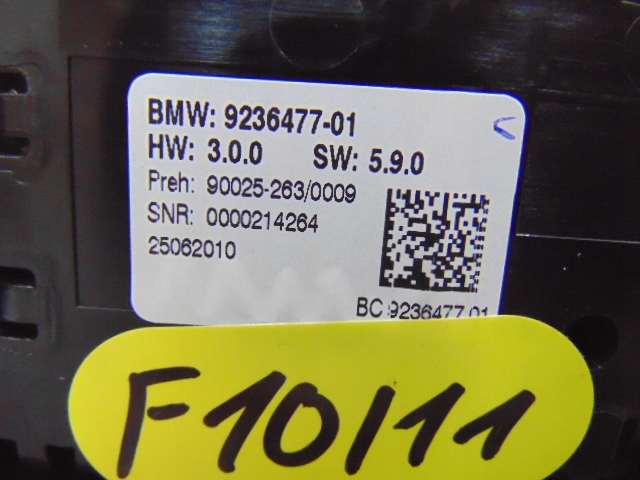 BMW: 9236477-01
HW: 3.0.0 SW: 5.9.0
Preh: 90025-263/0009
SNR: 0000214264
25062010
BC 9236477 01
F10/11